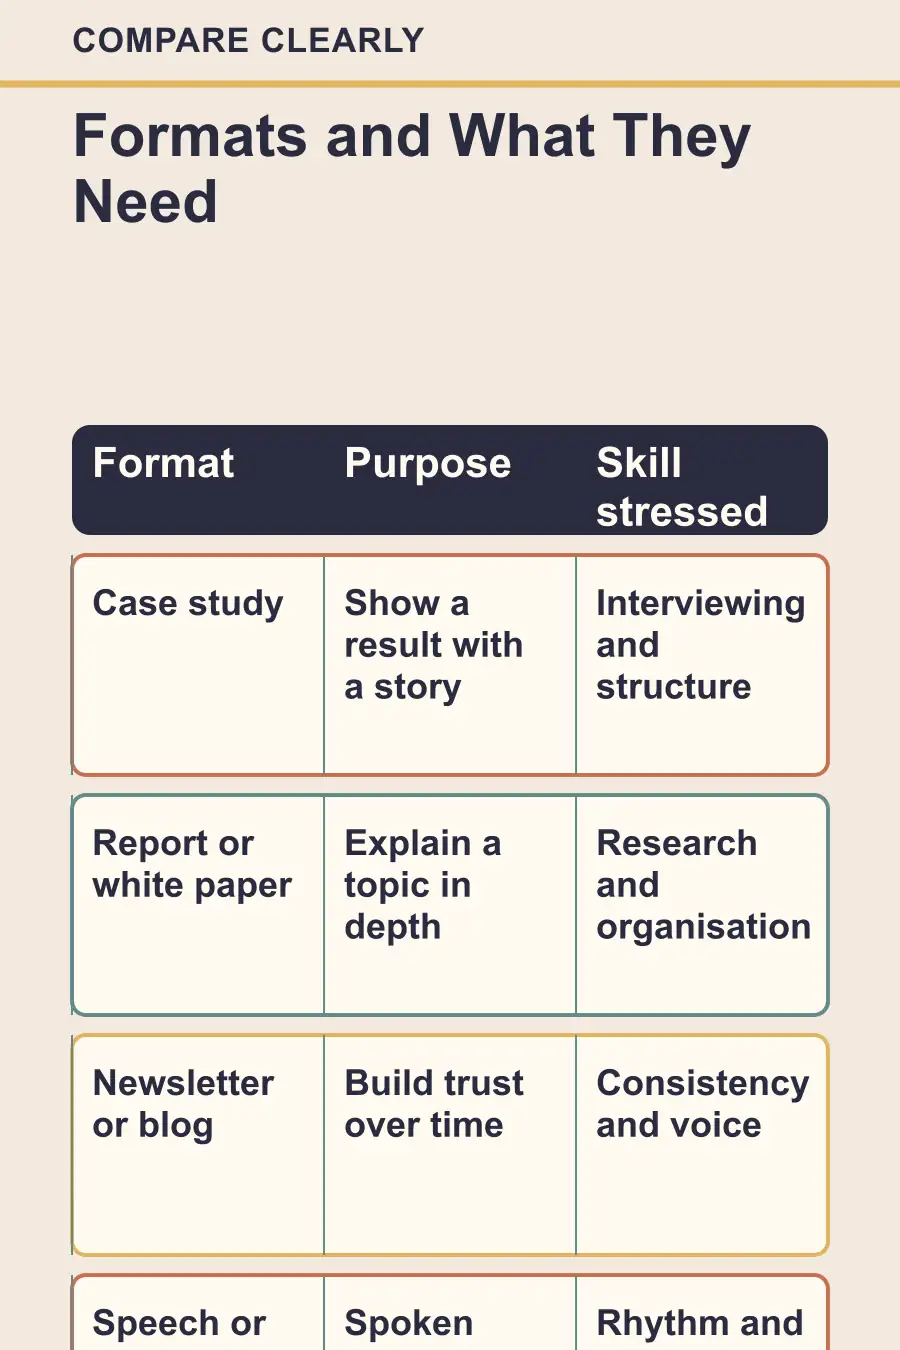 COMPARE CLEARLY
Formats and What They
Need
Format
Purpose
Skill
stressed
Case study
Show a
result with
a story
Interviewing
and
structure
Report or
white paper
Explain a
topic in
depth
Research
and
organisation
Newsletter
or blog
Build trust
over time
Consistency
and voice
Speech or
Spoken
Rhythm and